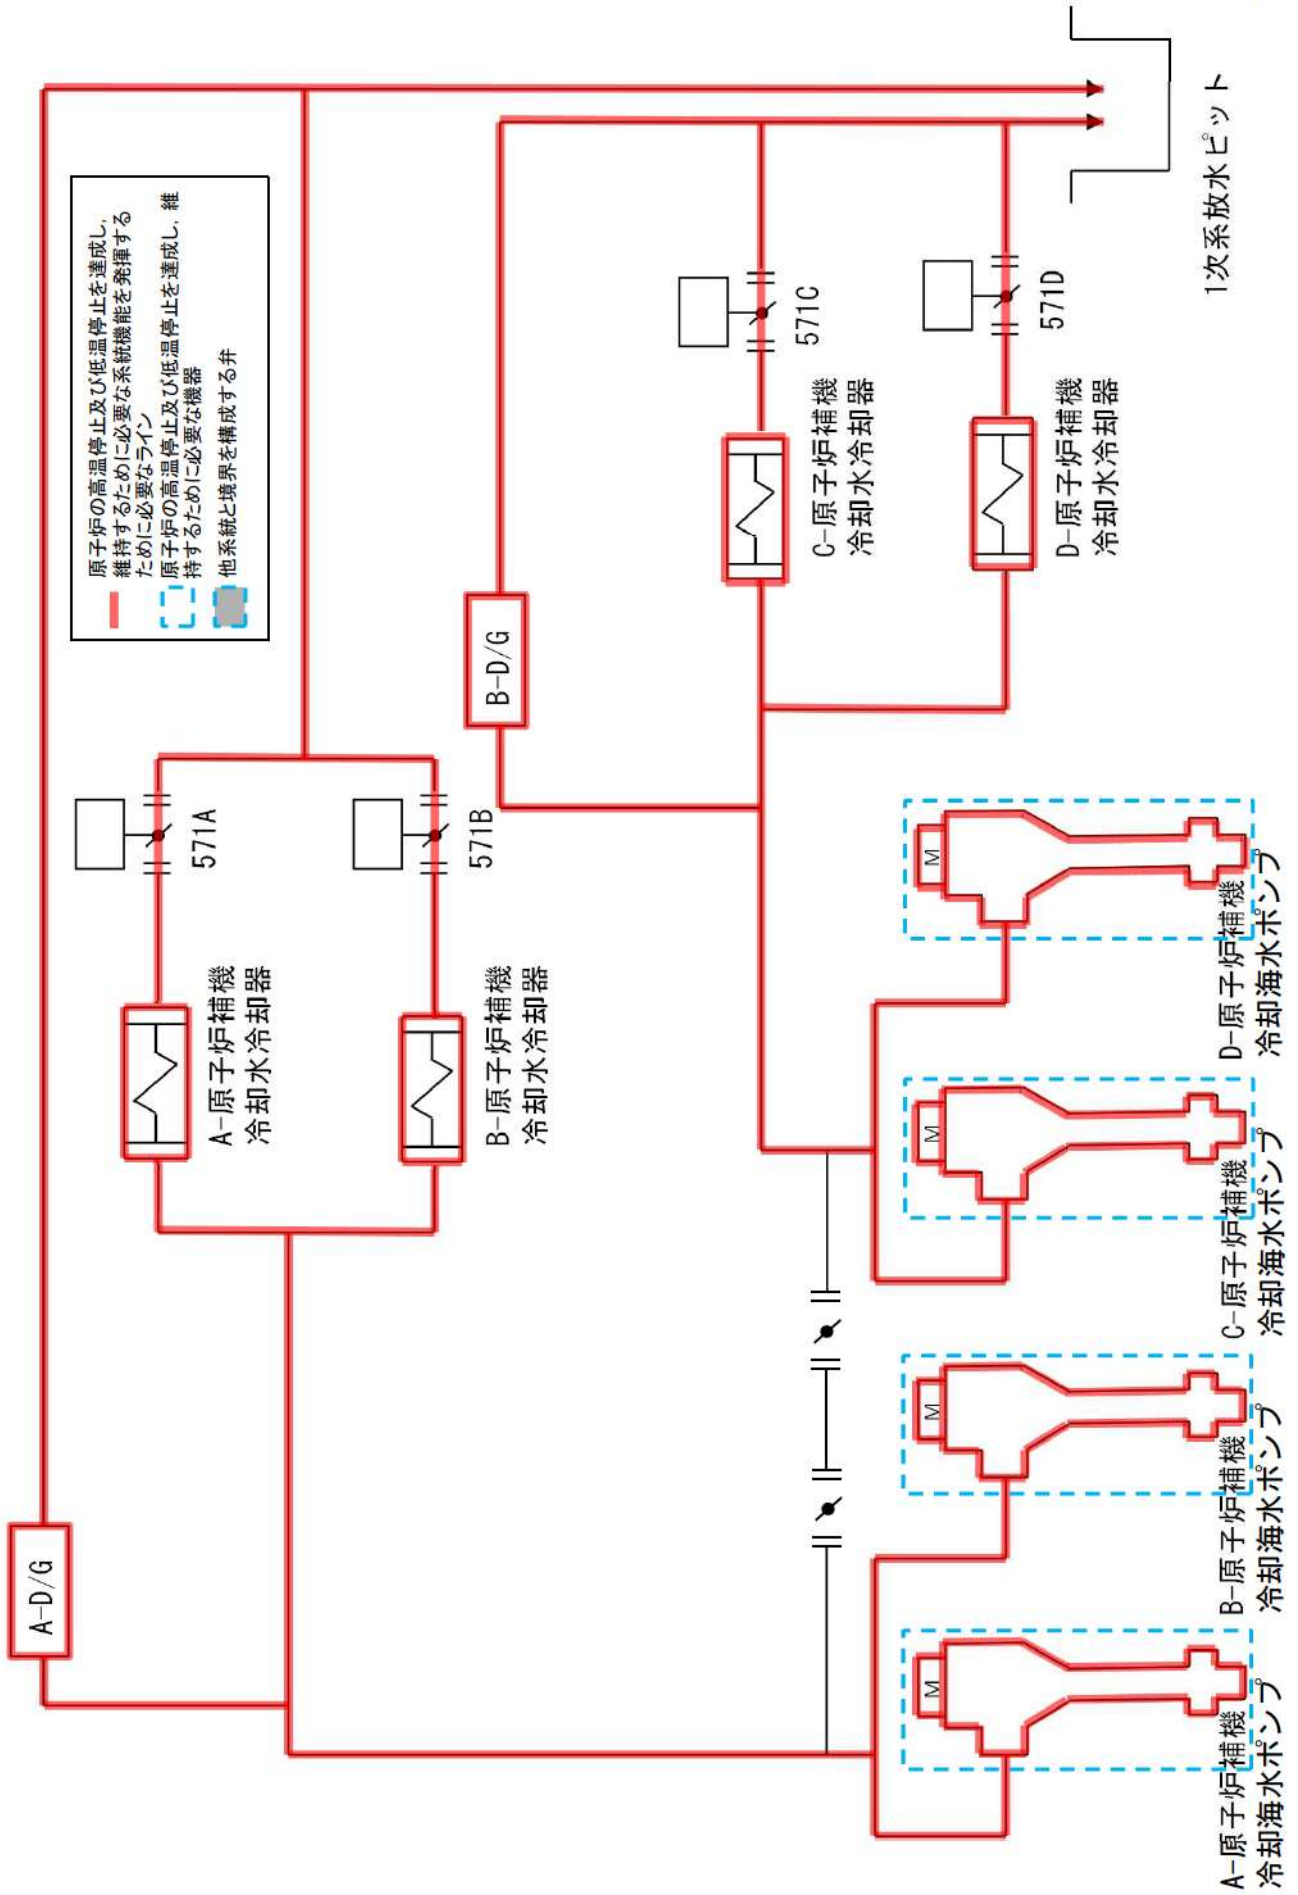 原子炉の高温停止及び低温停止を達成し，
維持するために必要な系統機能を発揮する
ために必要なライン
原子炉の高温停止及び低温停止を達成し，維
持するために必要な機器
他系統と境界を構成する弁
A-D/G
571A
A-原子炉補機
冷却水冷却器
571B
B-原子炉補機
冷却水冷却器
B-D/G
571C
C-原子炉補機
冷却水冷却器
571D
D-原子炉補機
冷却水冷却器
1次系放水ピット
M
A-原子炉補機
冷却海水ポンプ
M
B-原子炉補機
冷却海水ポンプ
M
C-原子炉補機
冷却海水ポンプ
M
D-原子炉補機
冷却海水ポンプ